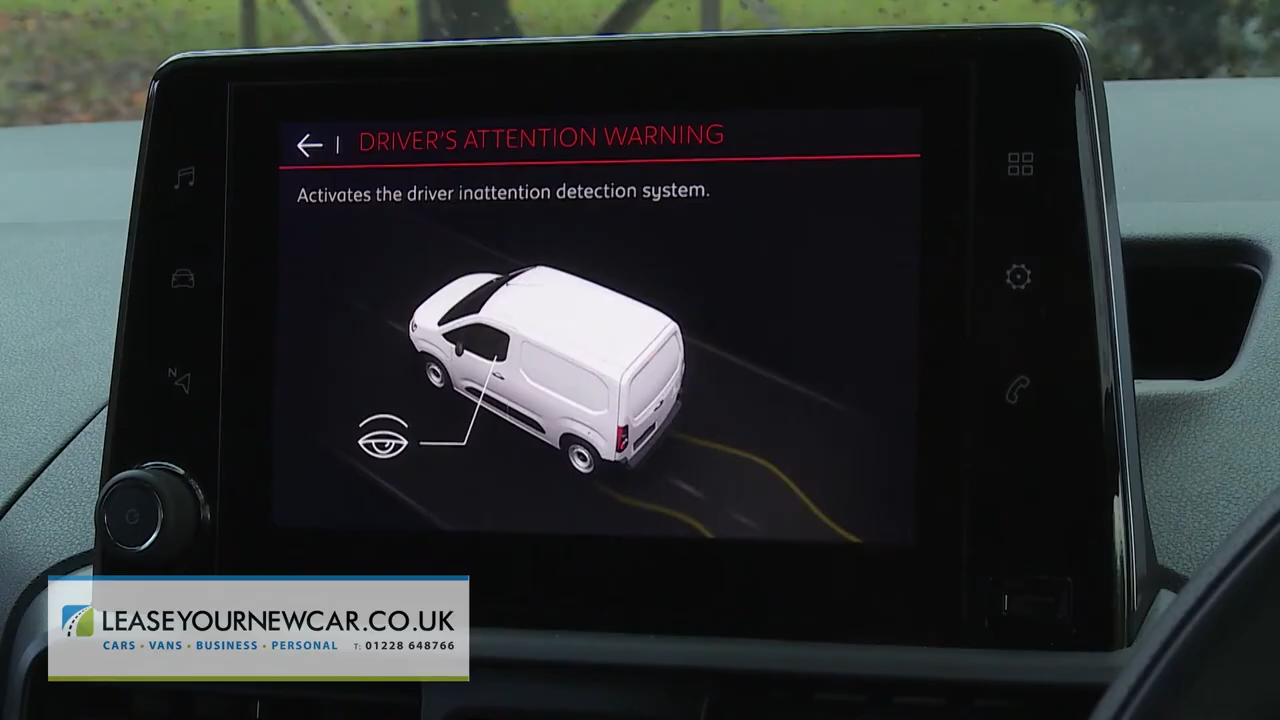 DRIVER'S ATTENTION WARNING
Activates the driver inattention detection system.
N
LEASEYOURNEWCAR.CO.UK
CARS • VANS • BUSINESS • PERSONAL T: 01228 648766